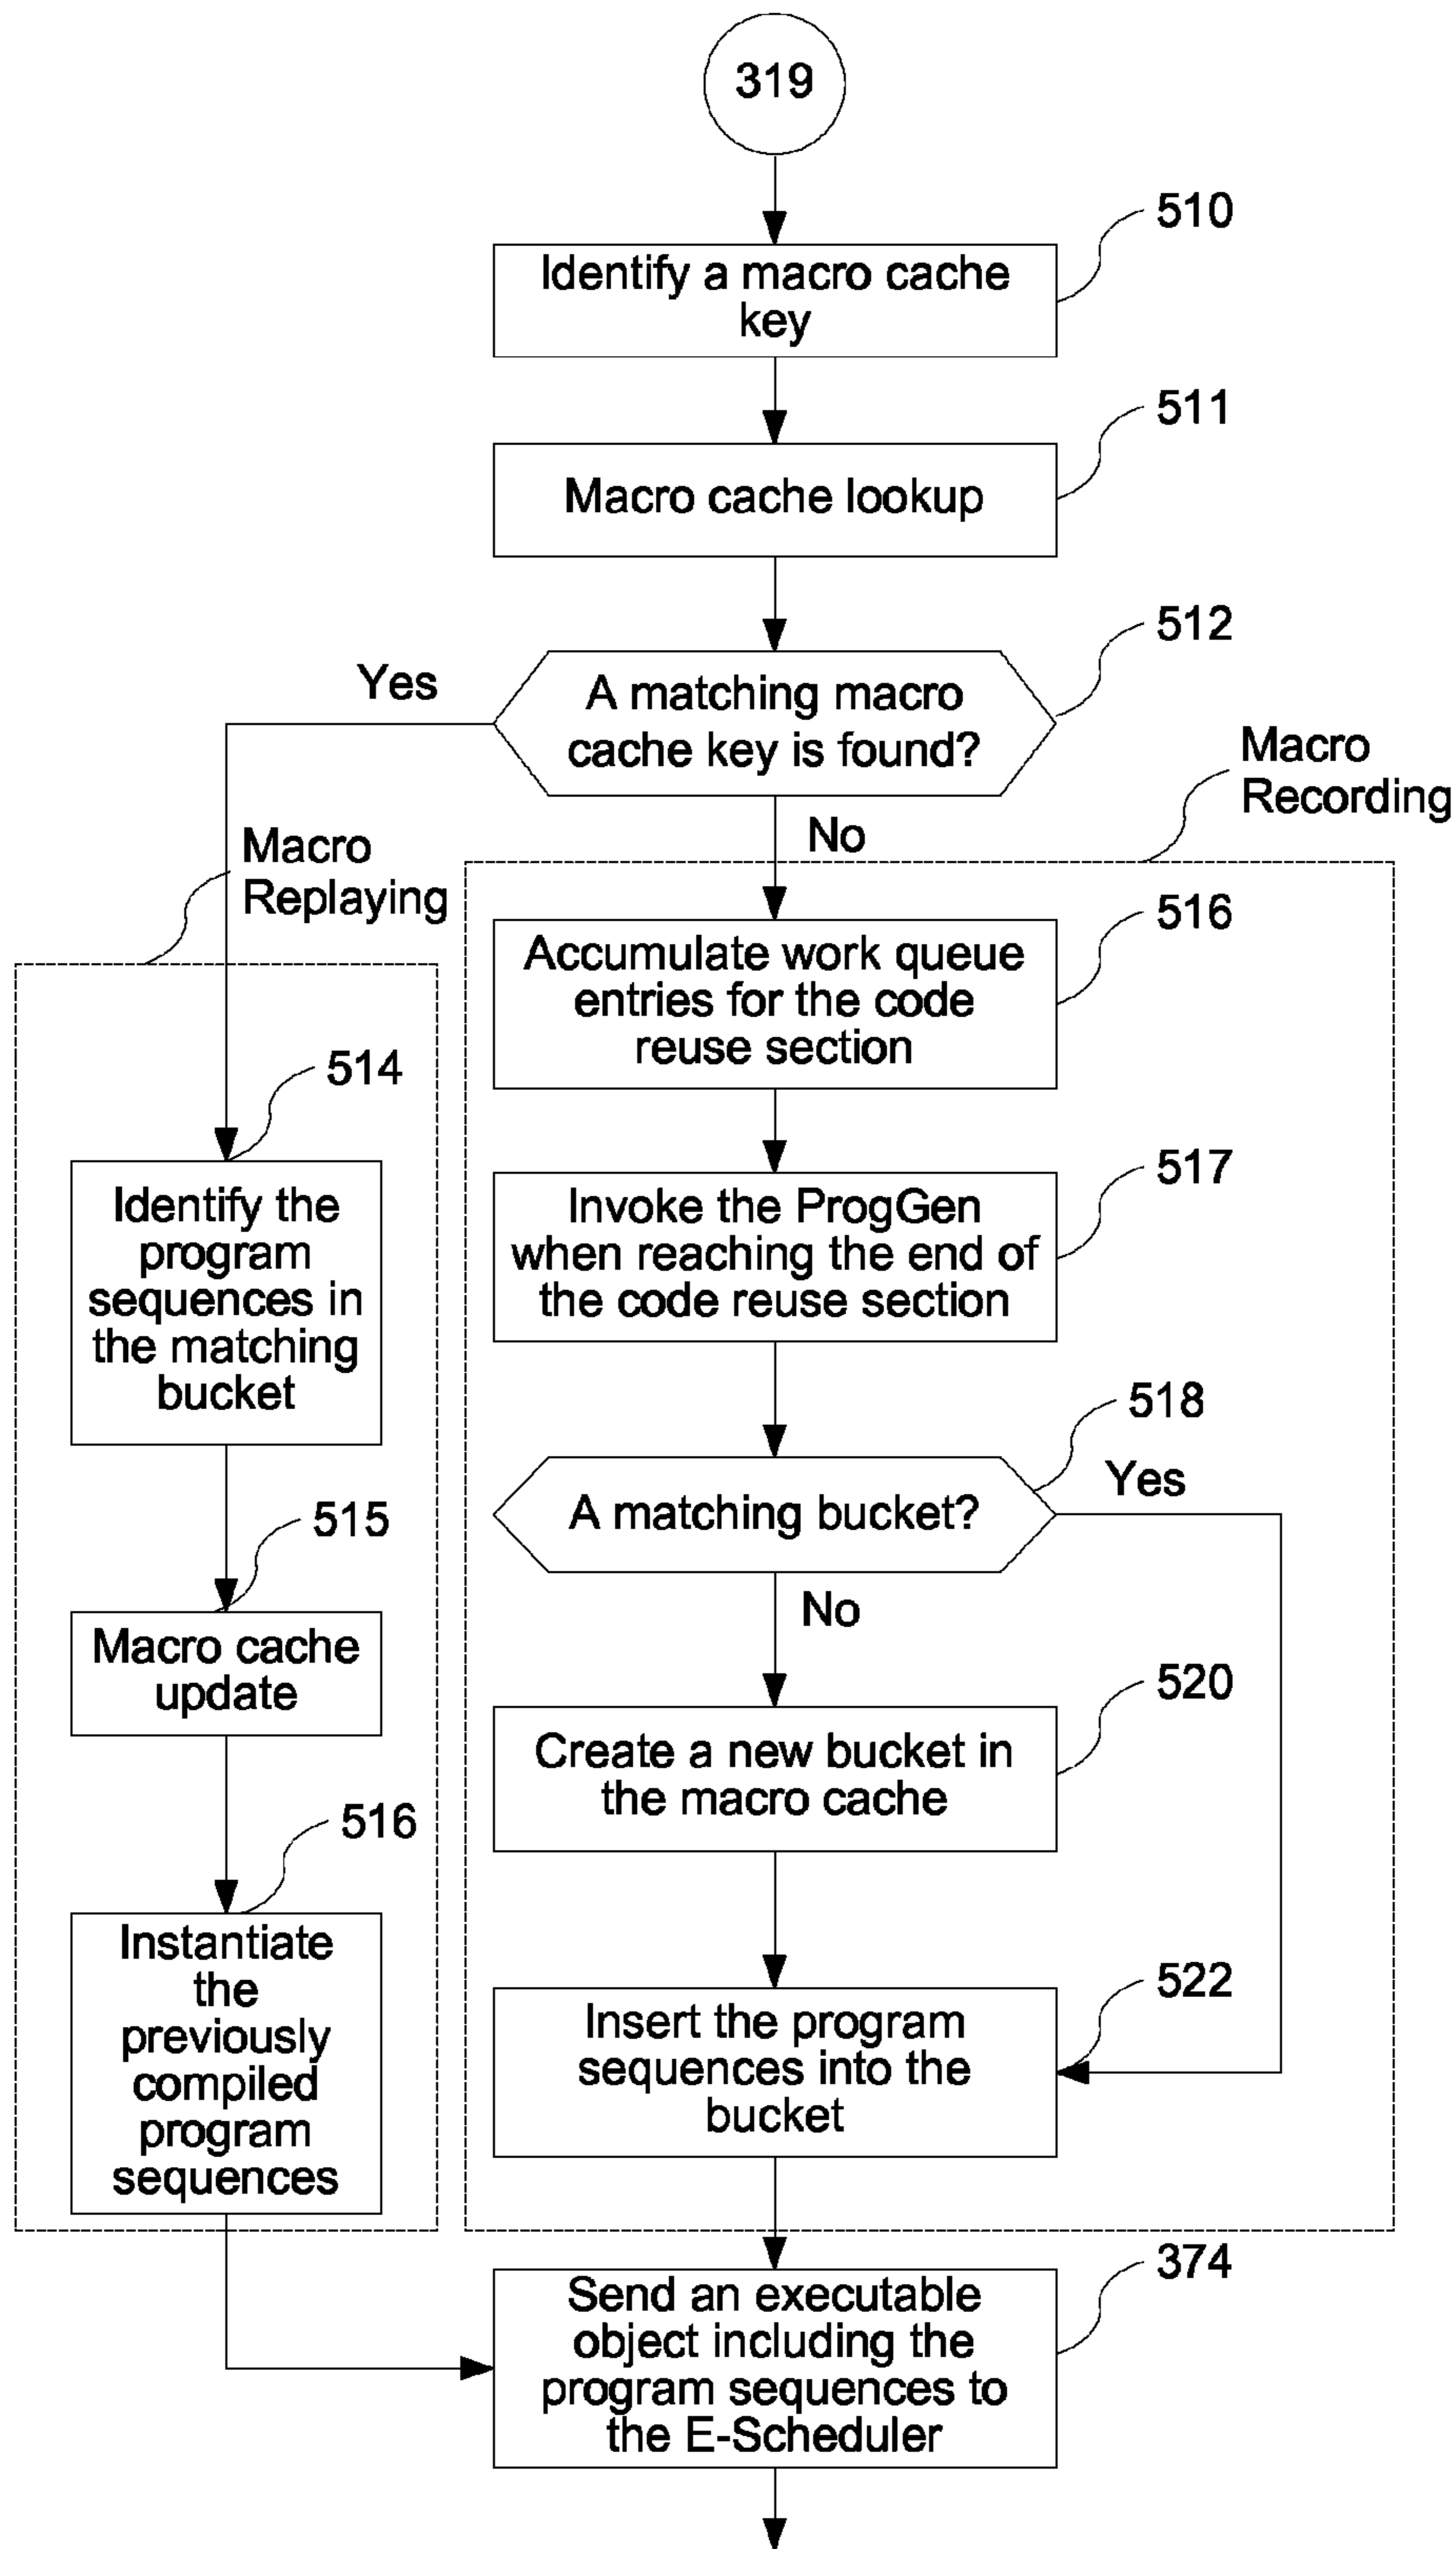 319
510
Identify a macro cache
key
511
Macro cache lookup
512
Yes
A matching macro
cache key is found?
No
Macro
Recording
Macro
Replaying
516
Accumulate work queue
entries for the code
reuse section
514
Identify the
program
sequences in
the matching
bucket
517
Invoke the ProgGen
when reaching the end of
the code reuse section
518
A matching bucket?
Yes
No
515
Macro cache
update
520
Create a new bucket in
the macro cache
516
Instantiate
the
previously
compiled
program
sequences
522
Insert the program
sequences into the
bucket
374
Send an executable
object including the
program sequences to
the E-Scheduler